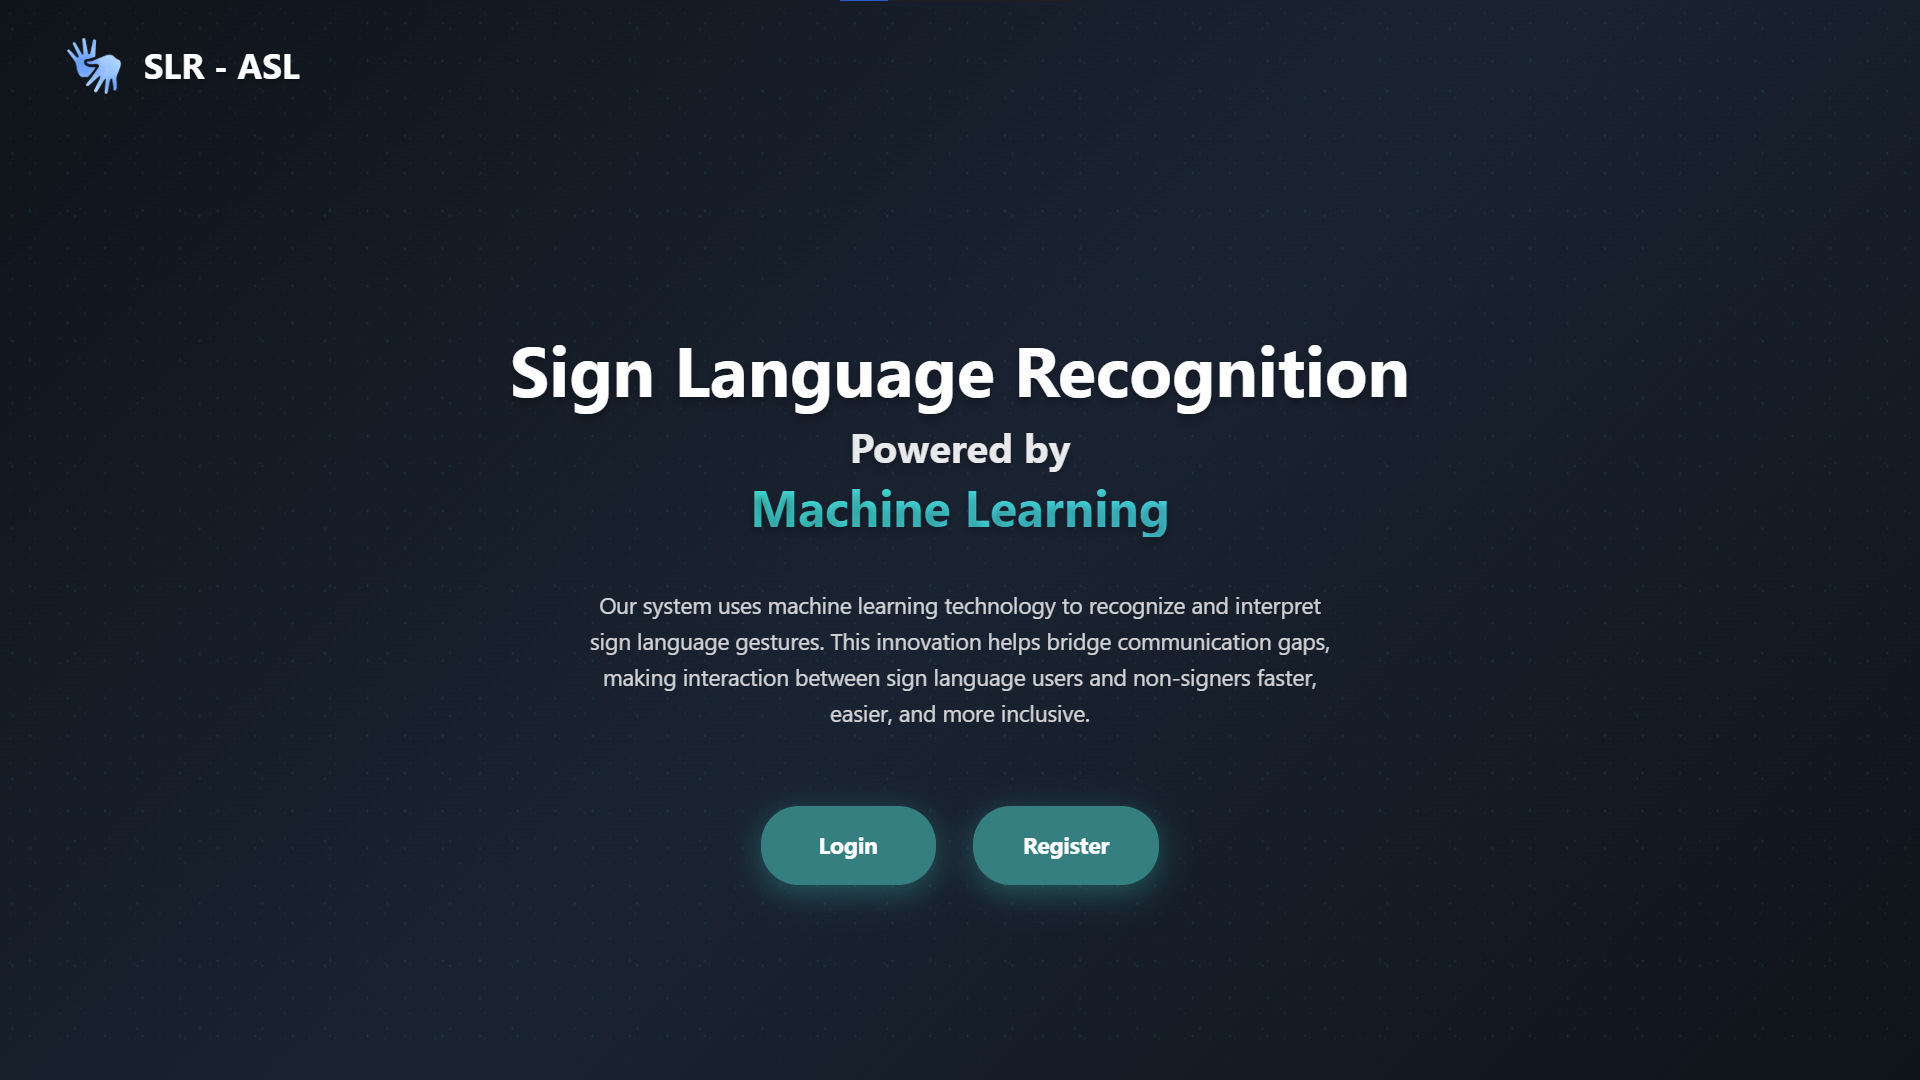 SLR - ASL
Sign Language Recognition
Powered by
Machine Learning
Our system uses machine learning technology to recognize and interpret
sign language gestures. This innovation helps bridge communication gaps,
making interaction between sign language users and non-signers faster,
easier, and more inclusive.
Login
Register